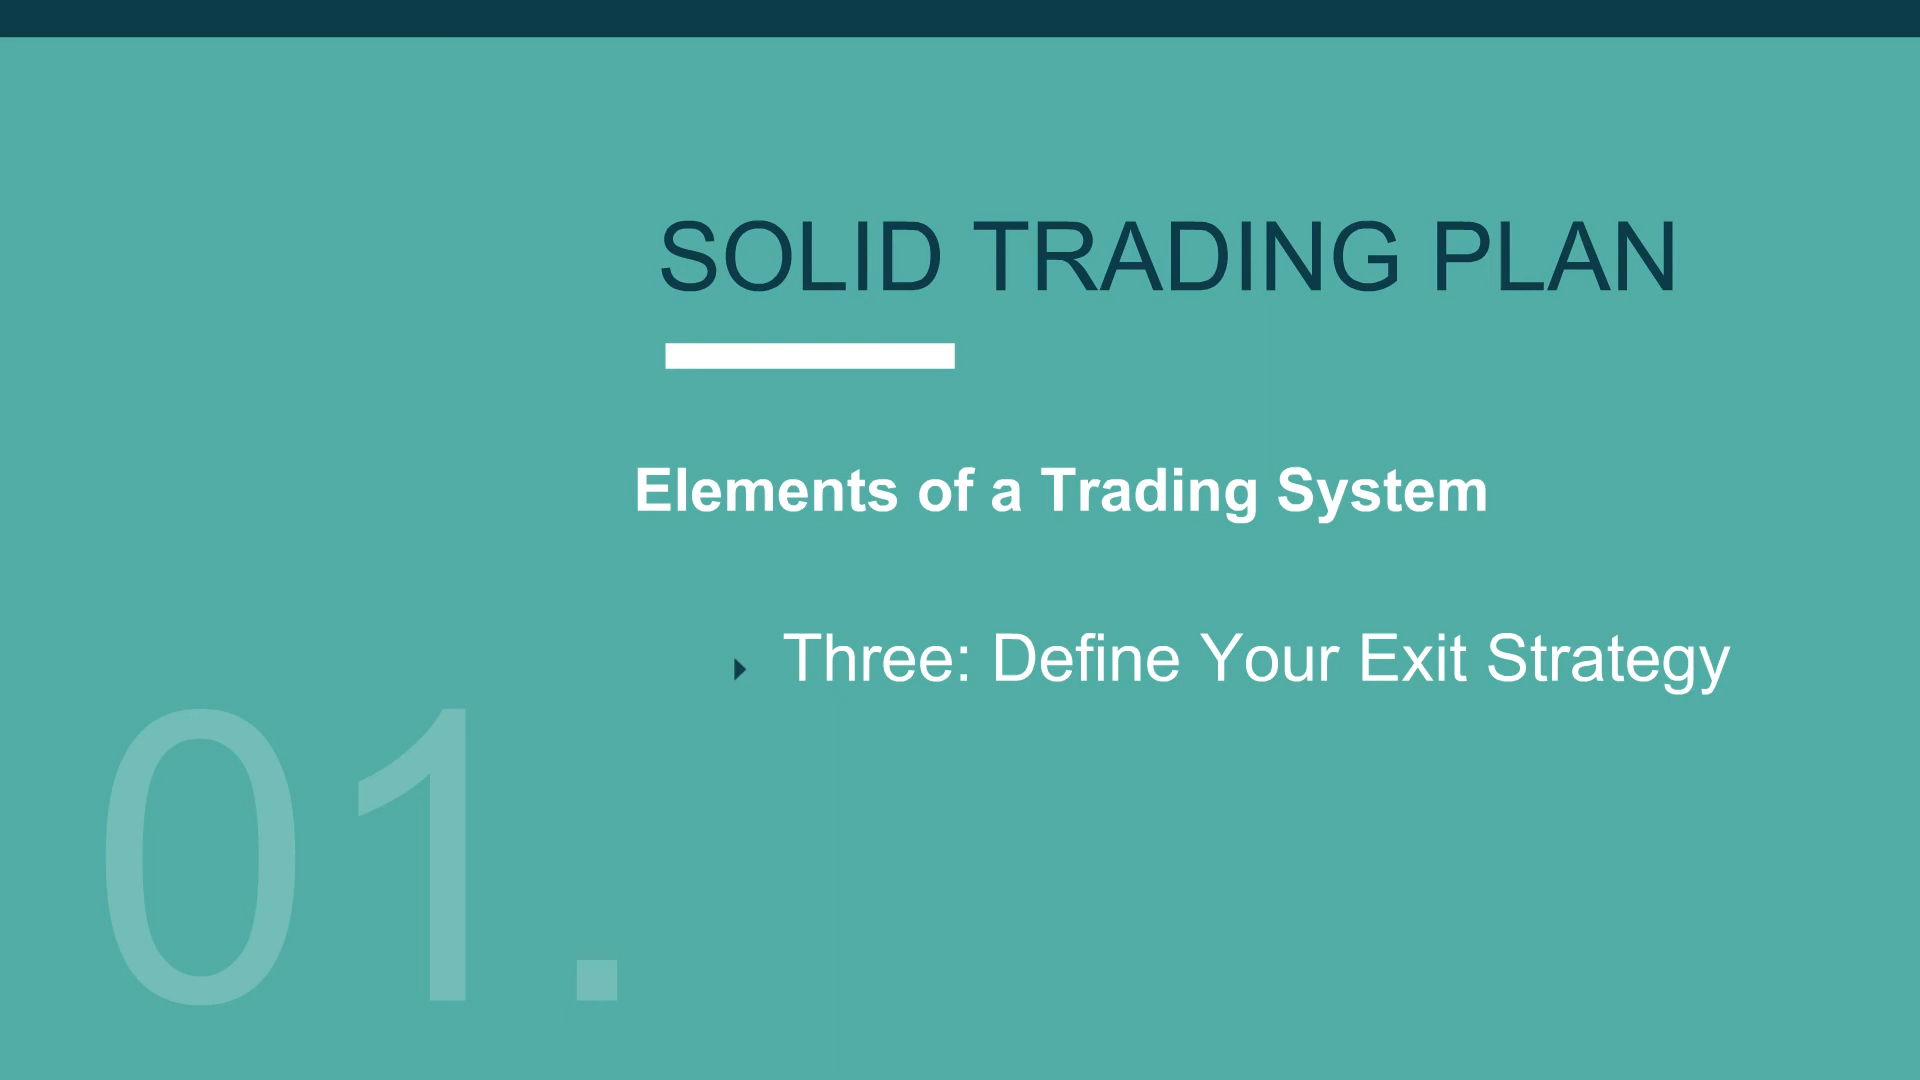 SOLID TRADING PLAN
Elements of a Trading System
Three: Define Your Exit Strategy
01.